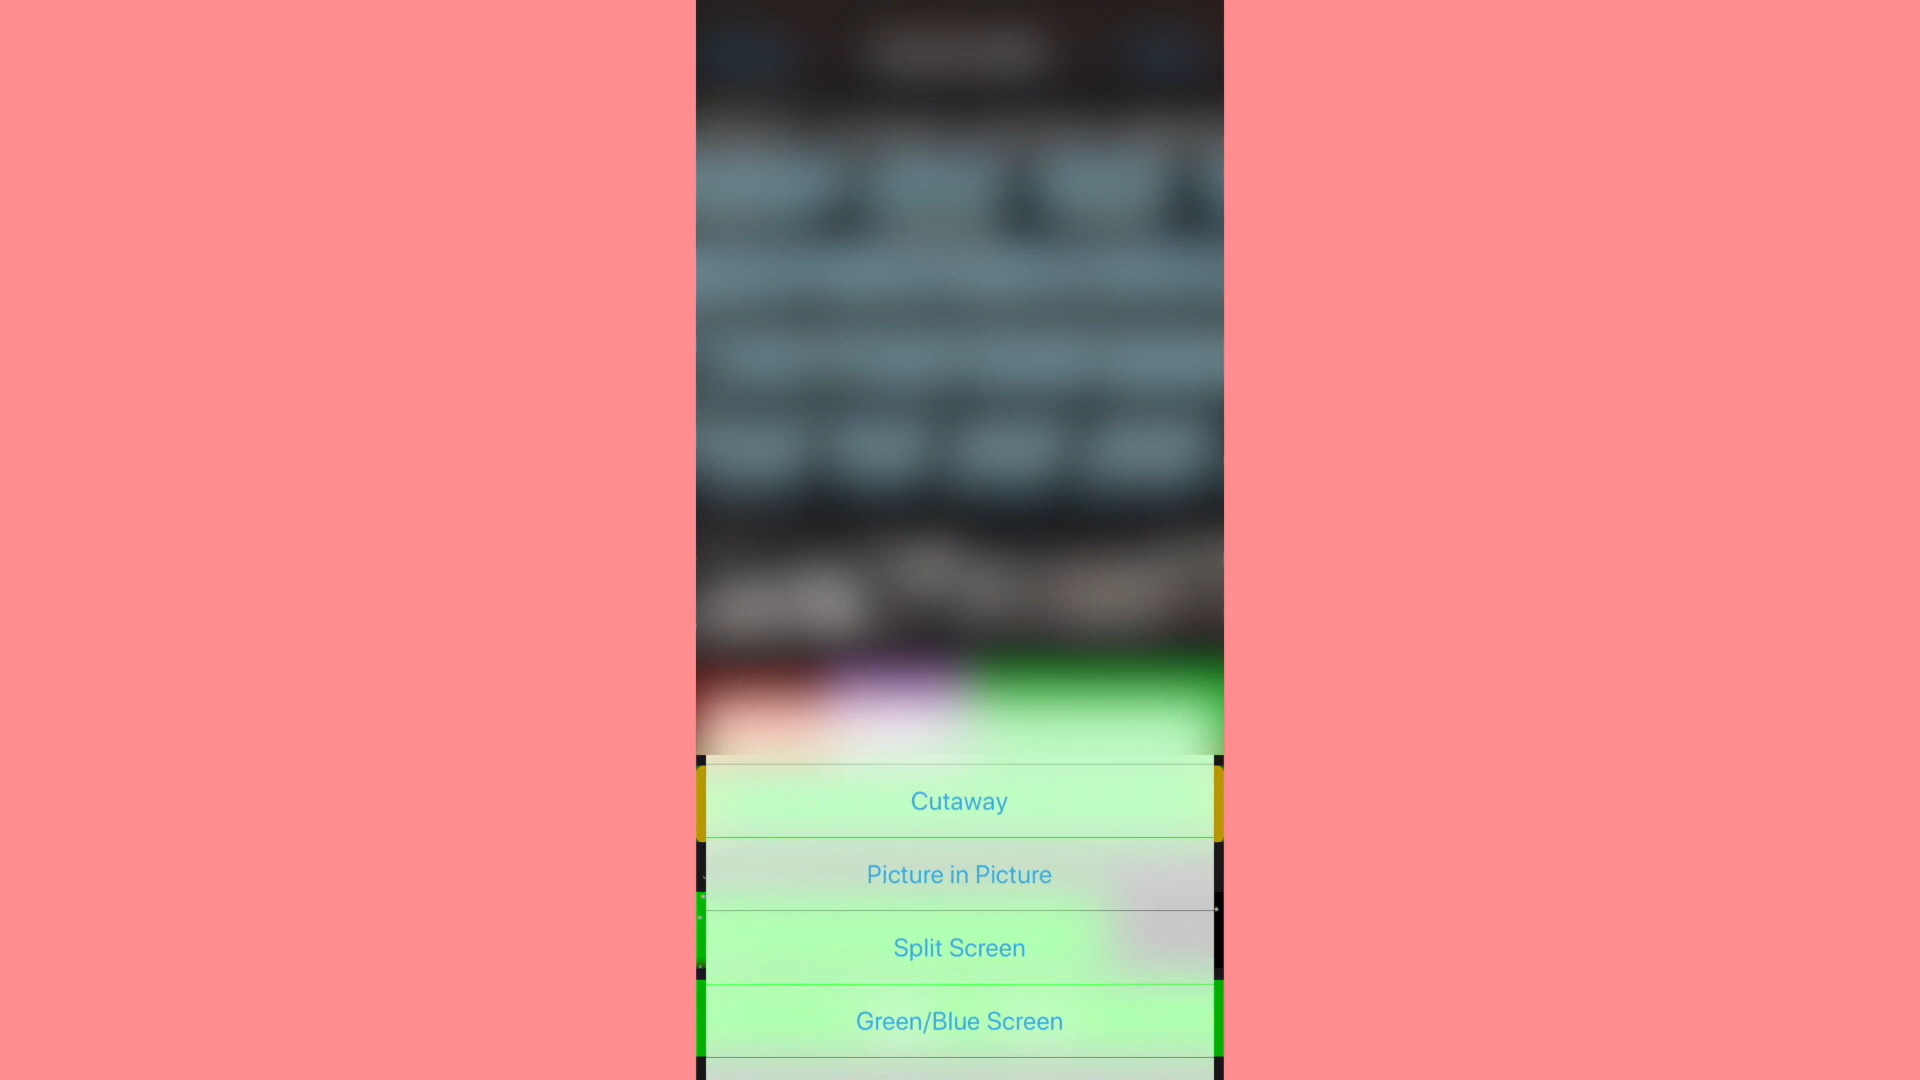 Cutaway
Picture in Picture
Split Screen
Green/Blue Screen